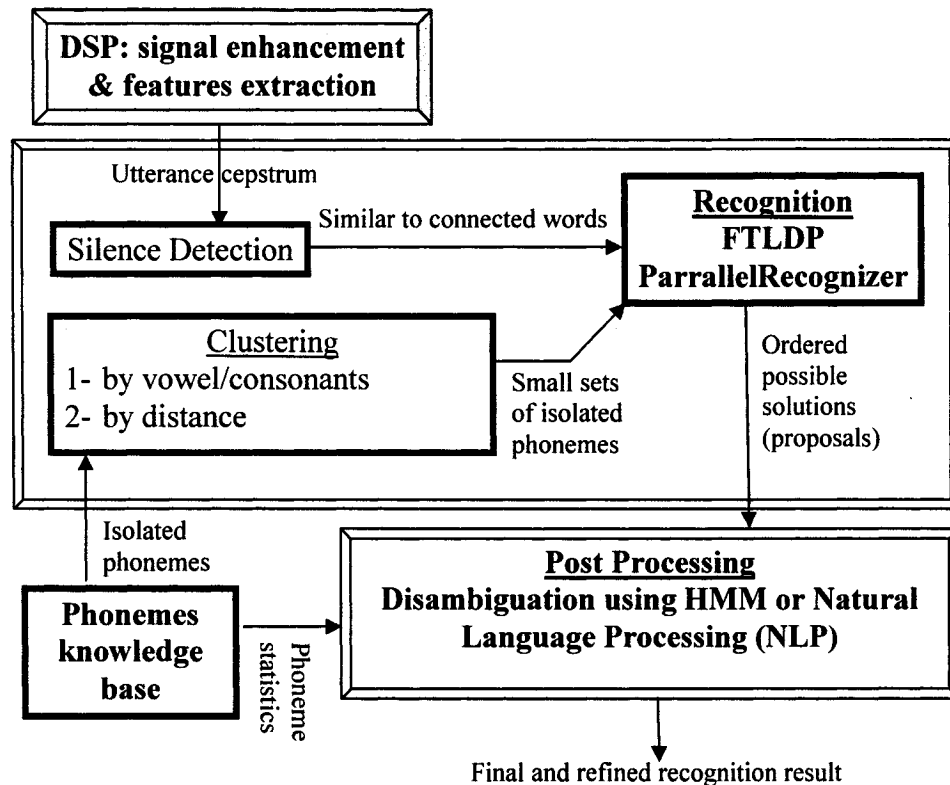 DSP: signal enhancement
& features extraction
Utterance cepstrum
Silence Detection
Similar to connected words
Recognition
FTLDP
ParrallelRecognizer
Clustering
1- by vowel/consonants
2- by distance
Small sets
of isolated
phonemes
Ordered
possible
solutions
(proposals)
Isolated
phonemes
Phonemes
knowledge
base
Phoneme
statistics
Post Processing
Disambiguation using HMM or Natural
Language Processing (NLP)
Final and refined recognition result